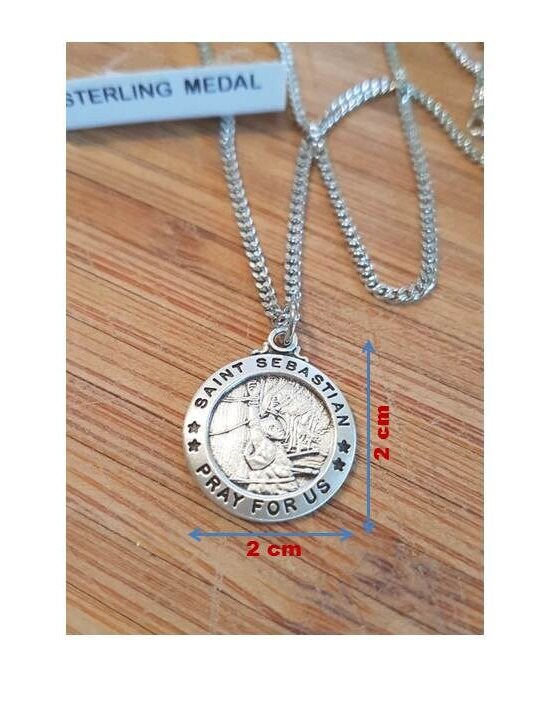 STERLING MEDAL
SAINT SEBASTIAN
PRAY FOR US
2 cm
2 cm